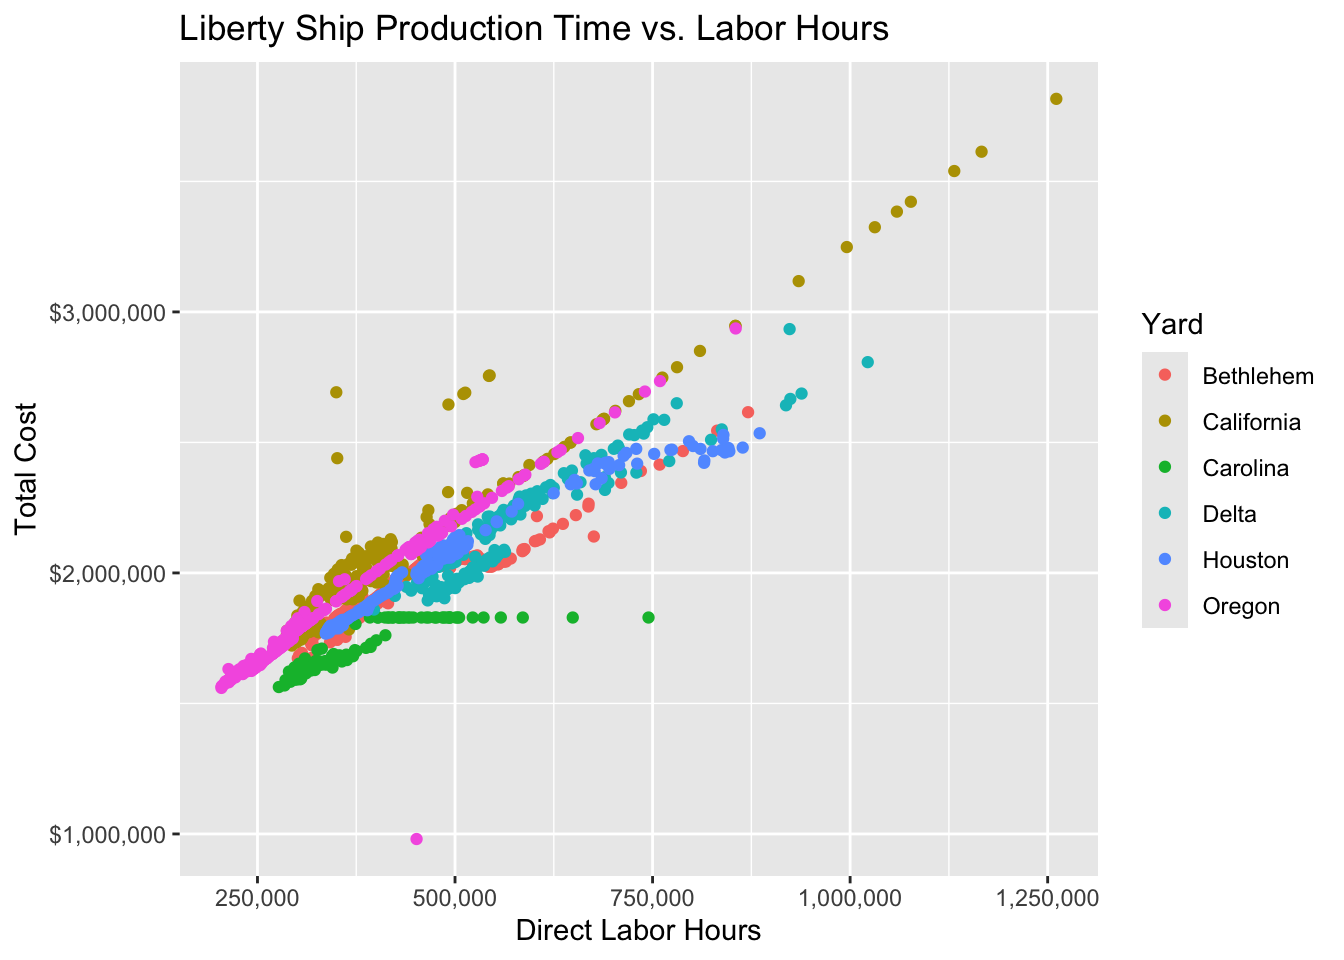 Liberty Ship Production Time vs. Labor Hours
Total Cost
$3,000,000
$2,000,000
$1,000,000
250,000
500,000
750,000
1,000,000
1,250,000
Direct Labor Hours
Yard
Bethlehem
California
Carolina
Delta
Houston
Oregon